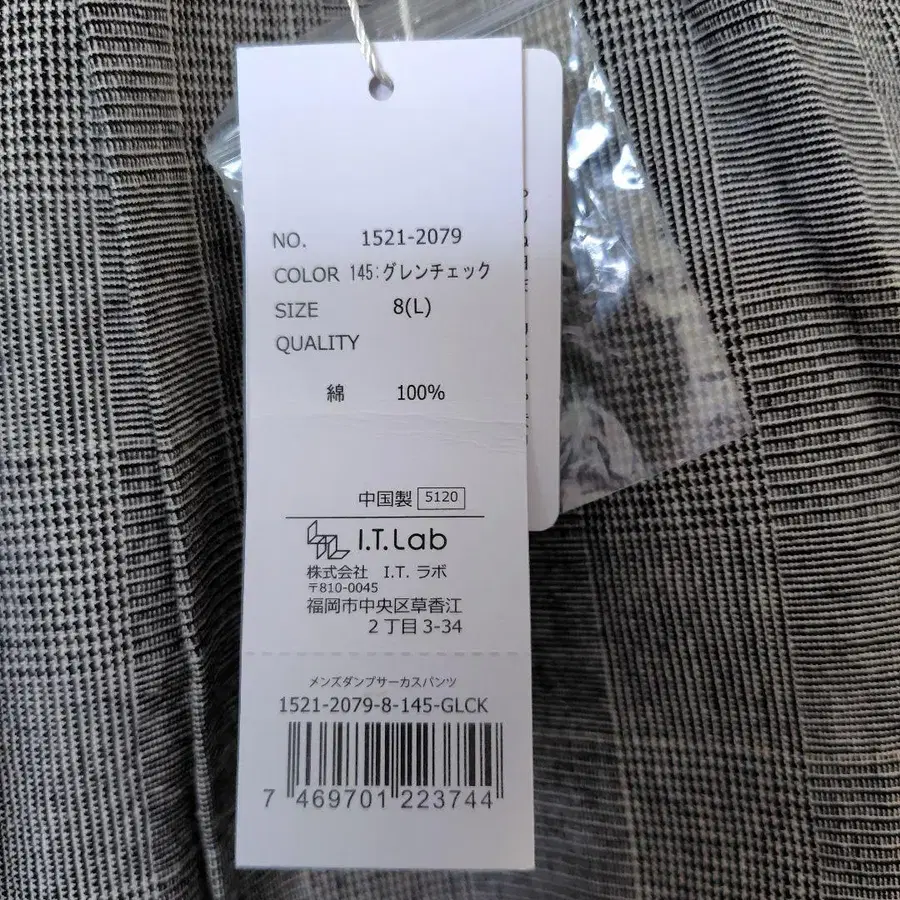 NO. 1521-2079
COLOR 145:グレンチェック
SIZE 8(L)
QUALITY
綿 100%
中国製 5120
I.T.Lab
株式会社 I.T. ラボ
〒810-0045
福岡市中央区草香江
2丁目3-34
メンズダンプサーカスパンツ
1521-2079-8-145-GLCK
7 469701 223744